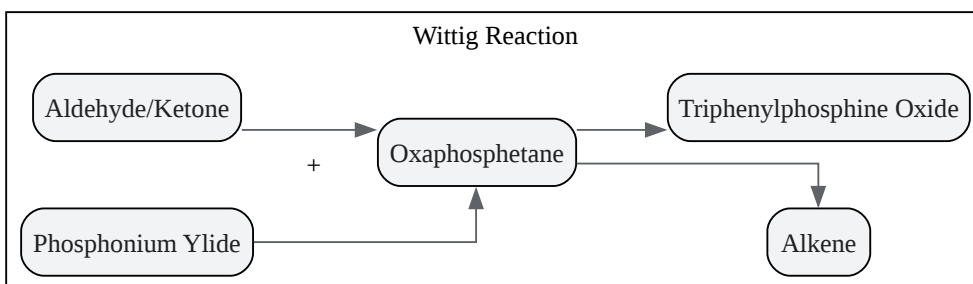 Wittig Reaction
Aldehyde/Ketone
Triphenylphosphine Oxide
Oxaphosphetane
+
Phosphonium Ylide
Alkene